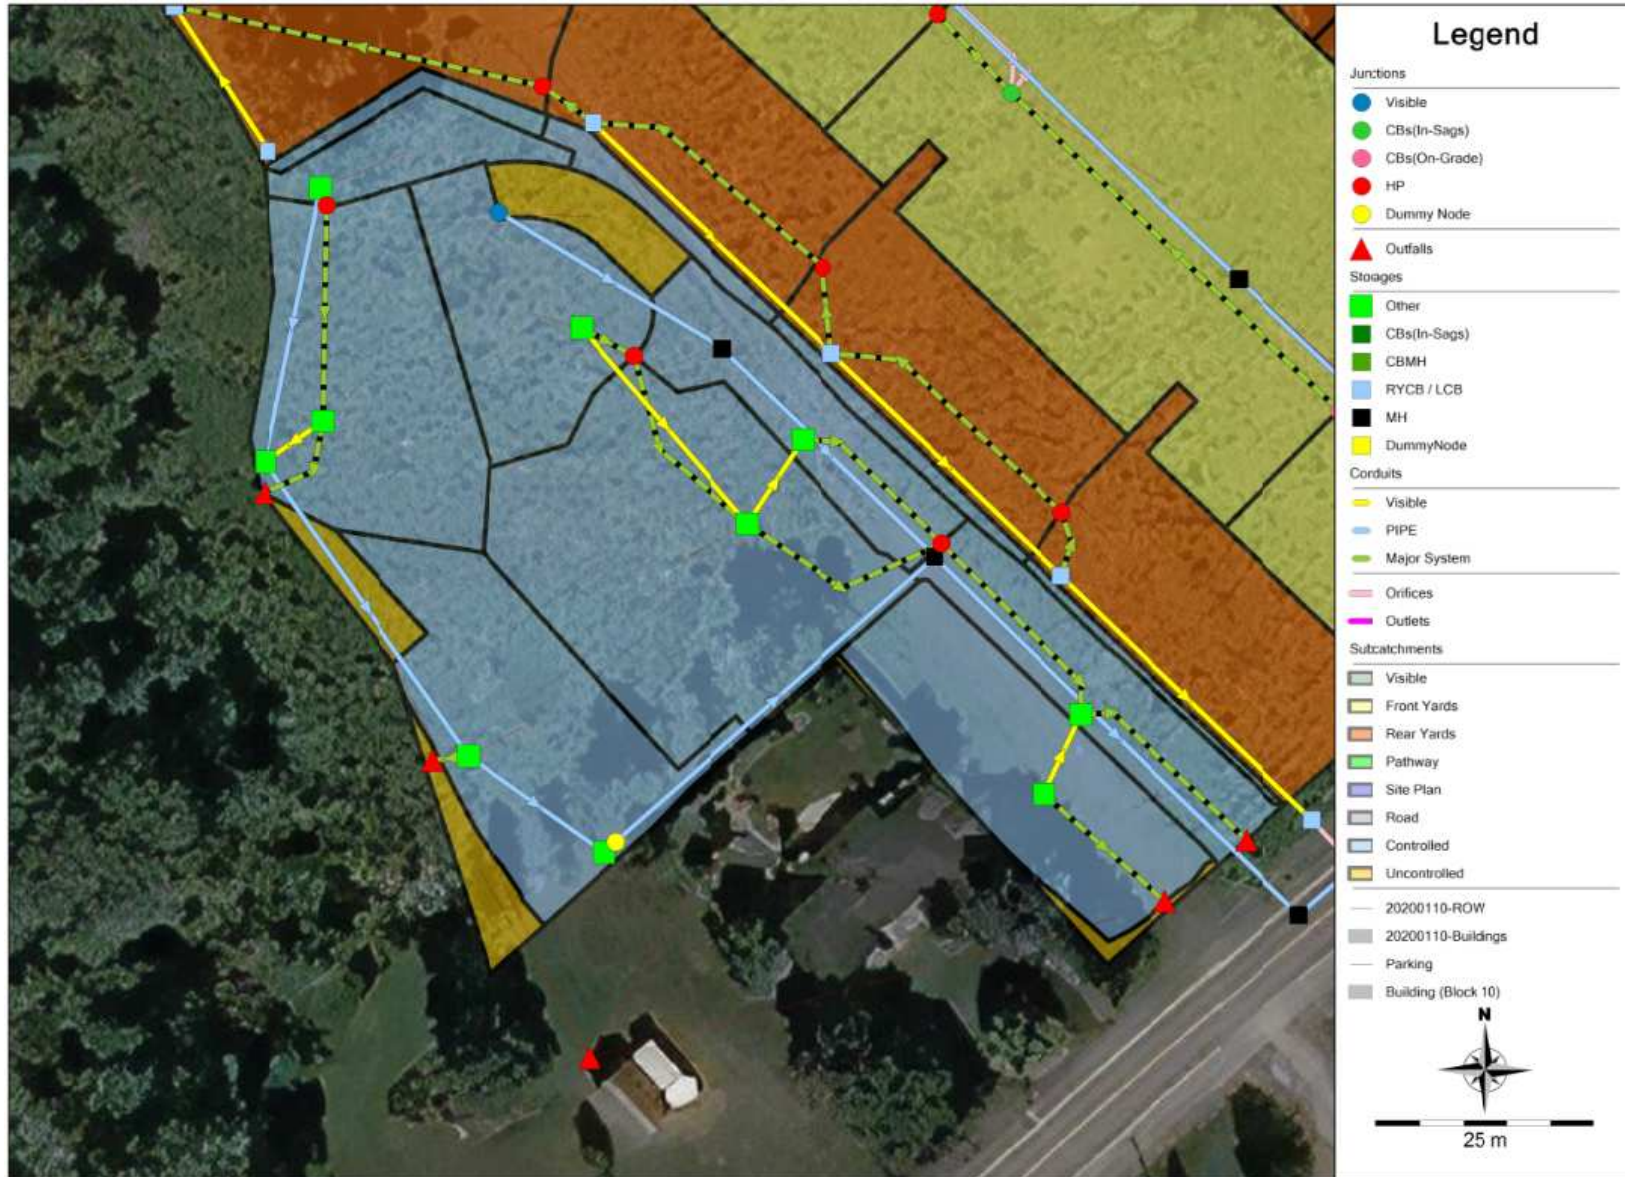 Legend
Junctions
Visible
CBs(In-Sags)
CBs(On-Grade)
HP
Dummy Node
Outfalls
Storages
Other
CBs(In-Sags)
CBMH
RYCB / LCB
MH
DummyNode
Conduits
Visible
PIPE
Major System
Orifices
Outlets
Subcatchments
Visible
Front Yards
Rear Yards
Pathway
Site Plan
Road
Controlled
Uncontrolled
20200110-ROW
20200110-Buildings
Parking
Building (Block 10)
N
25 m